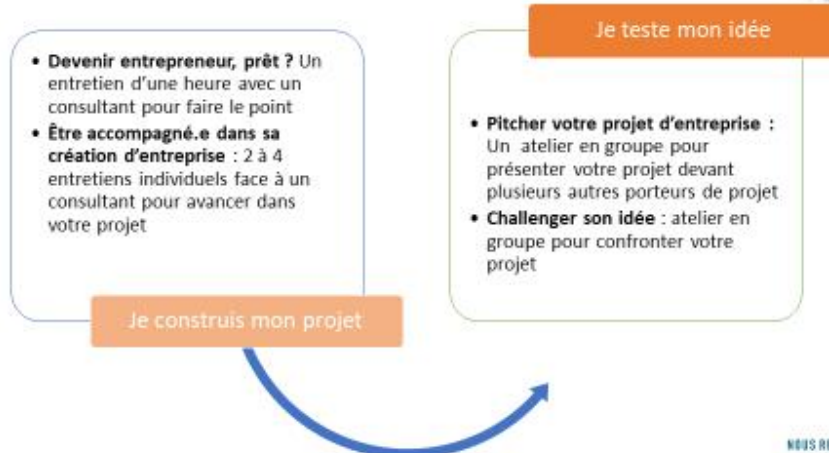 • Devenir entrepreneur, prêt ? Un
entretien d'une heure avec un
consultant pour faire le point
• Être accompagné.e dans sa
création d'entreprise : 2 à 4
entretiens individuels face à un
consultant pour avancer dans
votre projet
Je construis mon projet
Je teste mon idée
• Pitcher votre projet d'entreprise :
Un atelier en groupe pour
présenter votre projet devant
plusieurs autres porteurs de projet
• Challenger son idée : atelier en
groupe pour confronter votre
projet
NOUS